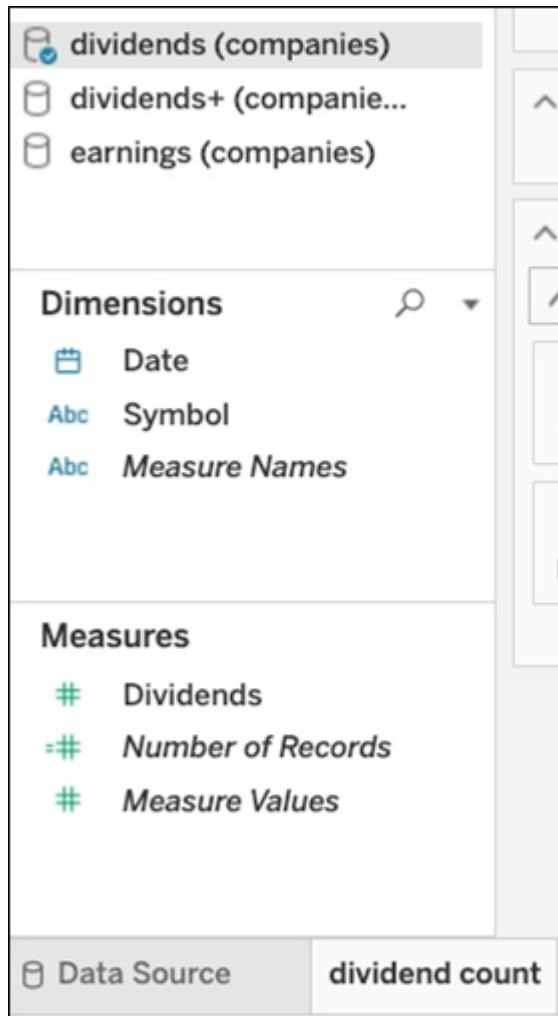 dividends (companies)
dividends+ (companie...
earnings (companies)
Dimensions
Date
Abc Symbol
Abc Measure Names
Measures
# Dividends
=# Number of Records
# Measure Values
Data Source
dividend count